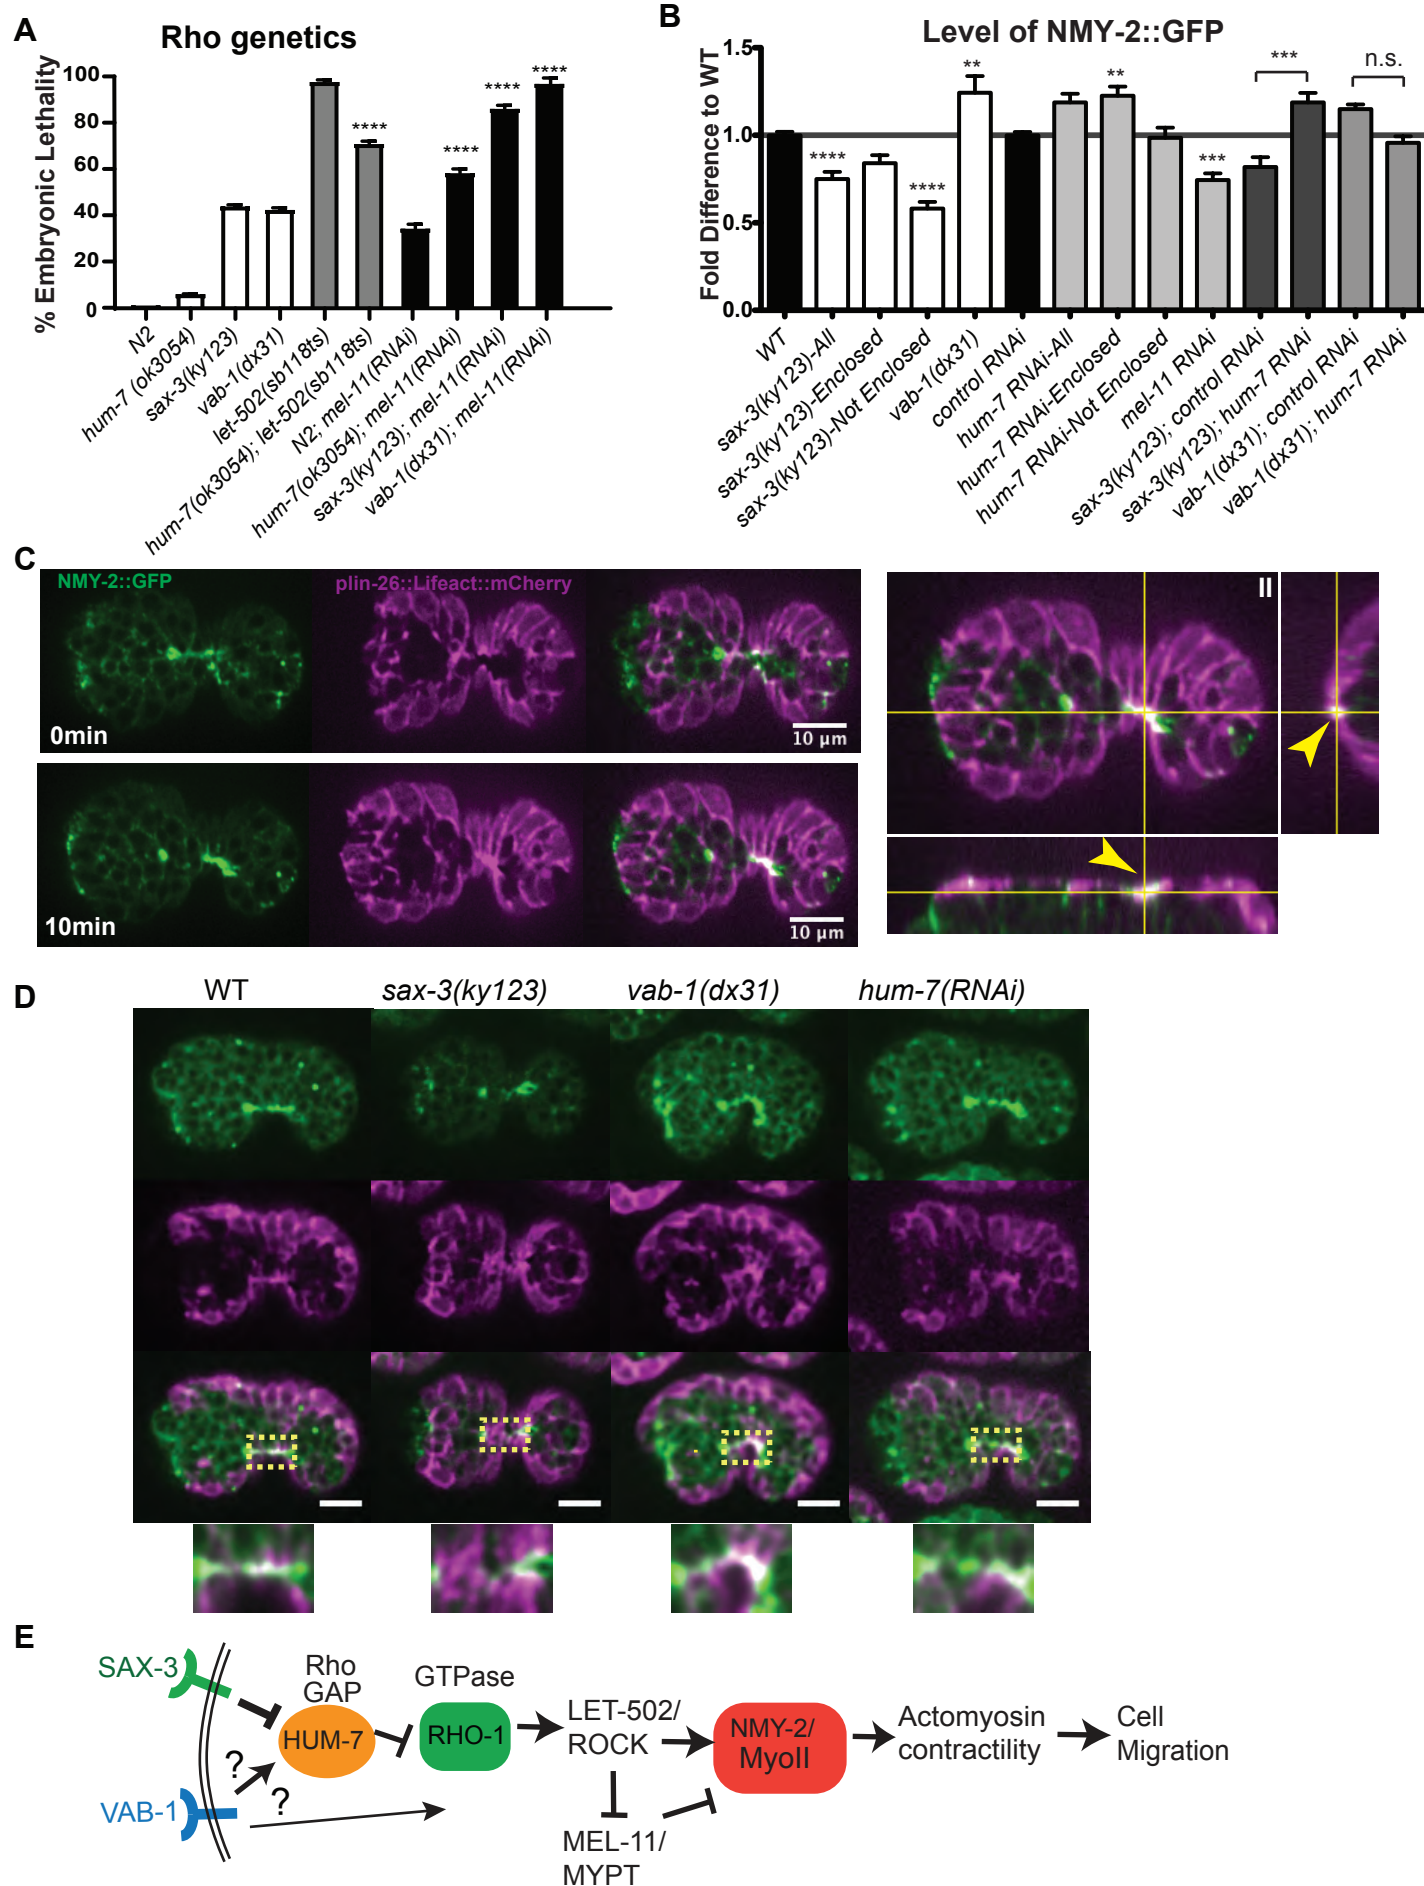 A
Rho genetics
% Embryonic Lethality
100
80
60
40
20
0
****
****
****
****
N2
hum-7 (ok3054)
sax-3(ky123)
vab-1(dx31)
let-502(sb118ts)
hum-7(ok3054); let-502(sb118ts)
N2; mel-11(RNAi)
hum-7(ok3054); mel-11(RNAi)
sax-3(ky123); mel-11(RNAi)
vab-1(dx31); mel-11(RNAi)
B
Level of NMY-2::GFP
Fold Difference to WT
1.5
1.0
0.5
0.0
****
****
**
**
***
***
n.s.
WT
sax-3(ky123)-All
sax-3(ky123)-Enclosed
sax-3(ky123)-Not Enclosed
vab-1(dx31)
control RNAi
hum-7 RNAi-All
hum-7 RNAi-Enclosed
hum-7 RNAi-Not Enclosed
mel-11 RNAi
sax-3(ky123); control RNAi
sax-3(ky123); hum-7 RNAi
vab-1(dx31); control RNAi
vab-1(dx31); hum-7 RNAi
C
NMY-2::GFP
plin-26::Lifeact::mCherry
0min
10 µm
10min
10 µm
II
D
WT
sax-3(ky123)
vab-1(dx31)
hum-7(RNAi)
E
SAX-3
VAB-1
?
?
Rho
GAP
HUM-7
GTPase
RHO-1
LET-502/
ROCK
MEL-11/
MYPT
NMY-2/
MyoII
Actomyosin
contractility
Cell
Migration